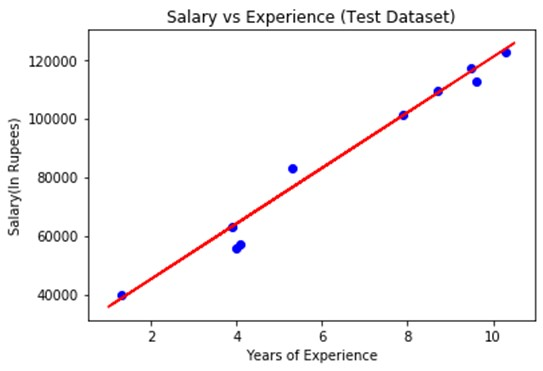 Salary vs Experience (Test Dataset)
Salary(In Rupees)
120000
100000
80000
60000
40000
2 4 6 8 10
Years of Experience